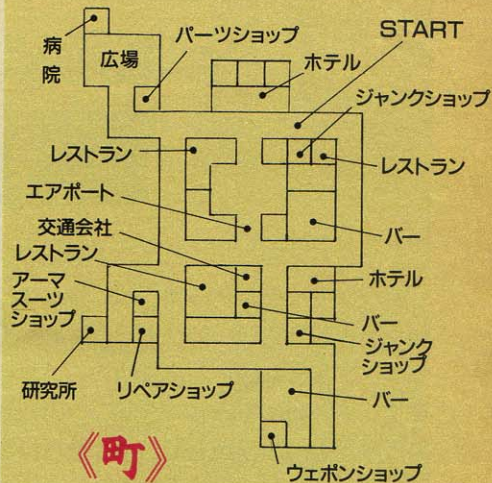 START
パーツショップ
病
院
広場
ホテル
ジャンクショップ
レストラン
レストラン
エアポート
バー
交通会社
レストラン
ホテル
アーマ
スーツ
ショップ
バー
ジャンク
ショップ
研究所
リペアショップ
バー
《町》
ウェポンショップ